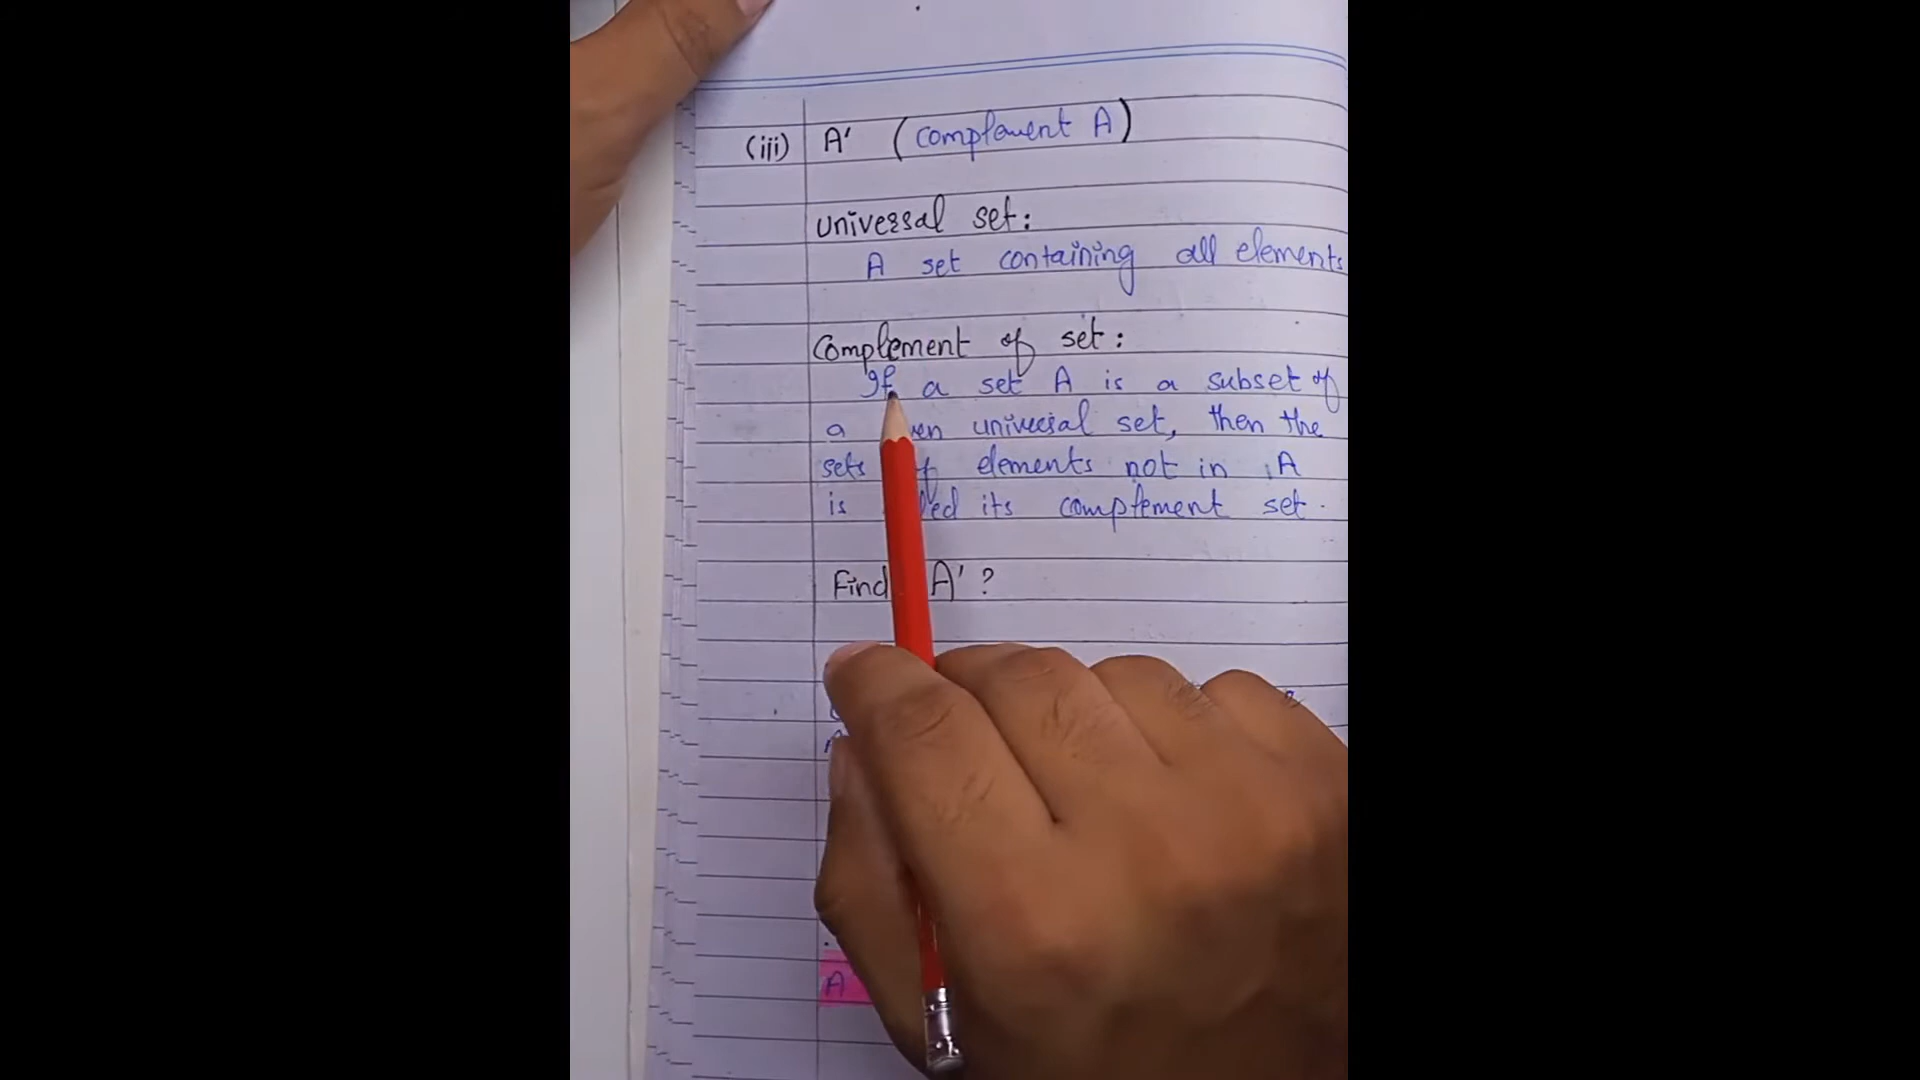 (iii) A' (complement A)
universal set:
A set containing all elements
Complement of set:
If a set A is a subset of
a universal set, then the
sets of elements not in A
is its complement set.
Find A' ?
A